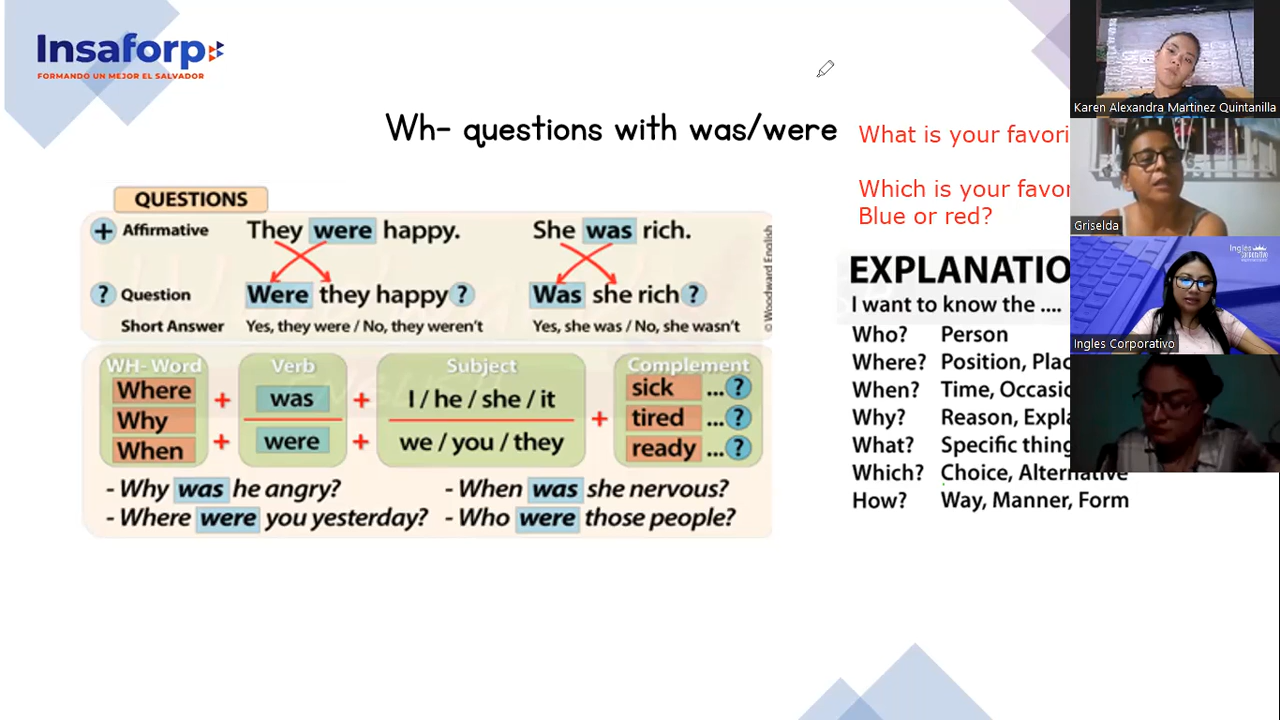 Insaforp
FORMANDO UN MEJOR EL SALVADOR
Wh- questions with was/were
What is your favori
Which is your favor
Blue or red?
QUESTIONS
+ Affirmative They were happy. She was rich.
? Question Were they happy? Was she rich?
Short Answer Yes, they were / No, they weren't Yes, she was / No, she wasn't
© Woodward English
WH- Word Verb Subject Complement
Where + was + I / he / she / it + sick ...?
Why tired ...?
When + were + we / you / they ready ...?
- Why was he angry? - When was she nervous?
- Where were you yesterday? - Who were those people?
EXPLANATIO
I want to know the ....
Who? Person
Where? Position, Plac
When? Time, Occasio
Why? Reason, Expla
What? Specific thing
Which? Choice, Alternative
How? Way, Manner, Form
Karen Alexandra Martinez Quintanilla
Griselda
Ingles
Ingles Corporativo